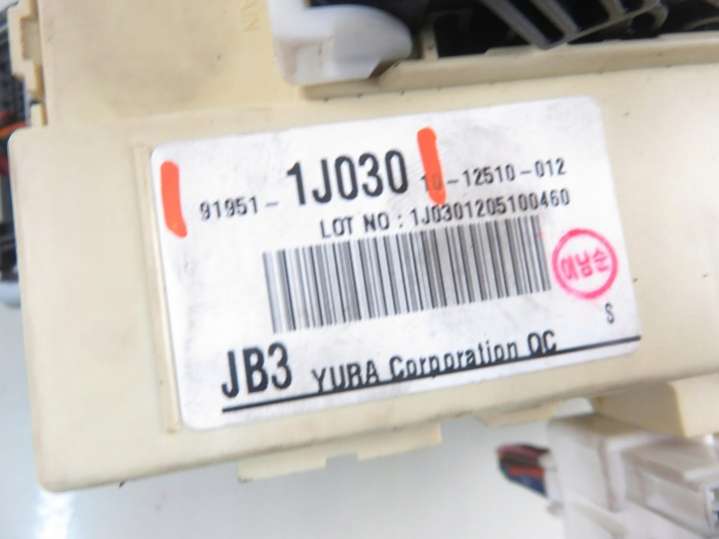 91951-1J030 10-12510-012
LOT NO : 1J0301205100460
이남순
JB3 YURA Corporation QC
S